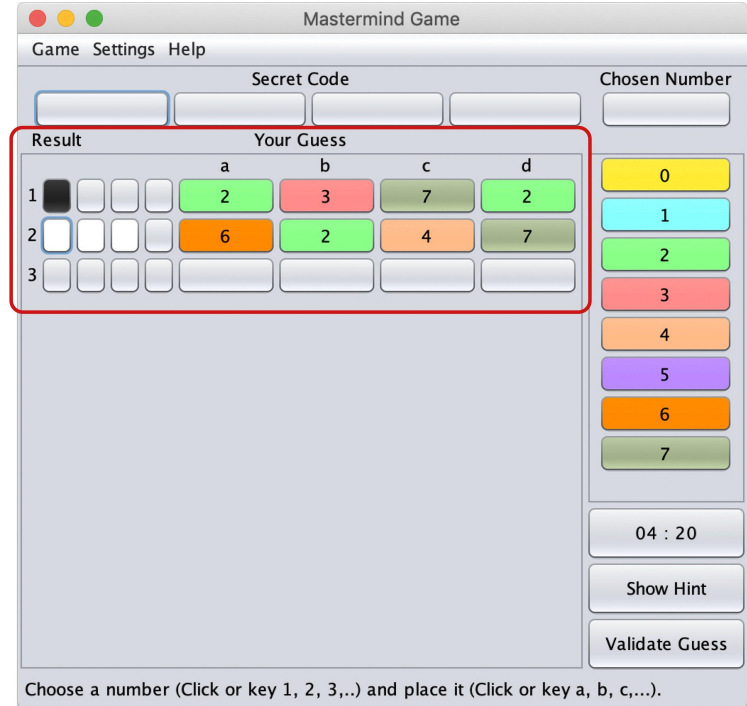 Mastermind Game
Game Settings Help
Secret Code Chosen Number
Result Your Guess
a b c d
1 2 3 7 2
2 6 2 4 7
3
0
1
2
3
4
5
6
7
04 : 20
Show Hint
Validate Guess
Choose a number (Click or key 1, 2, 3,..) and place it (Click or key a, b, c,...).